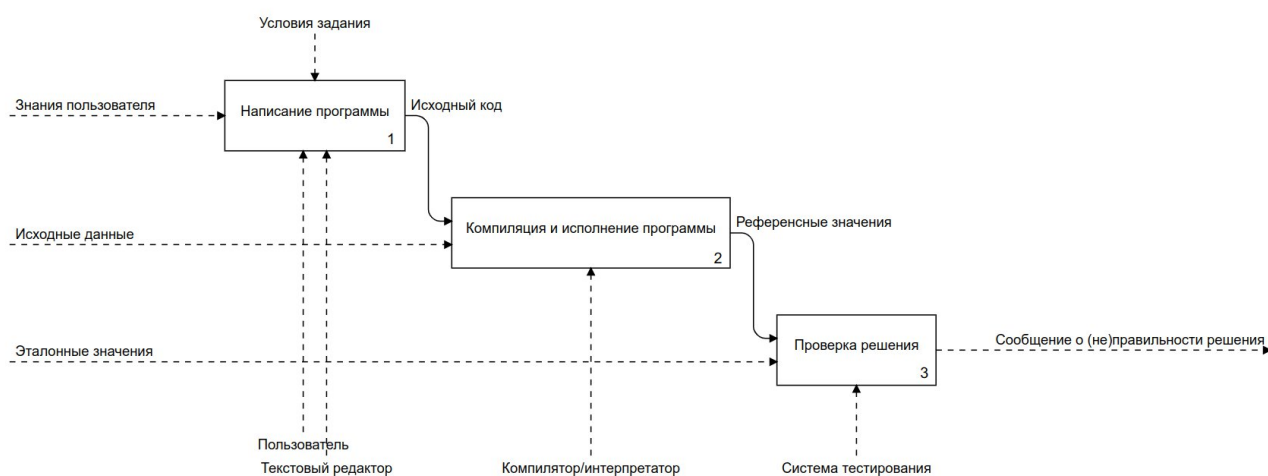 Условия задания
Знания пользователя
Написание программы
1
Исходный код
Исходные данные
Компиляция и исполнение программы
2
Референсные значения
Эталонные значения
Проверка решения
3
Сообщение о (не)правильности решения
Пользователь
Текстовый редактор
Компилятор/интерпретатор
Система тестирования